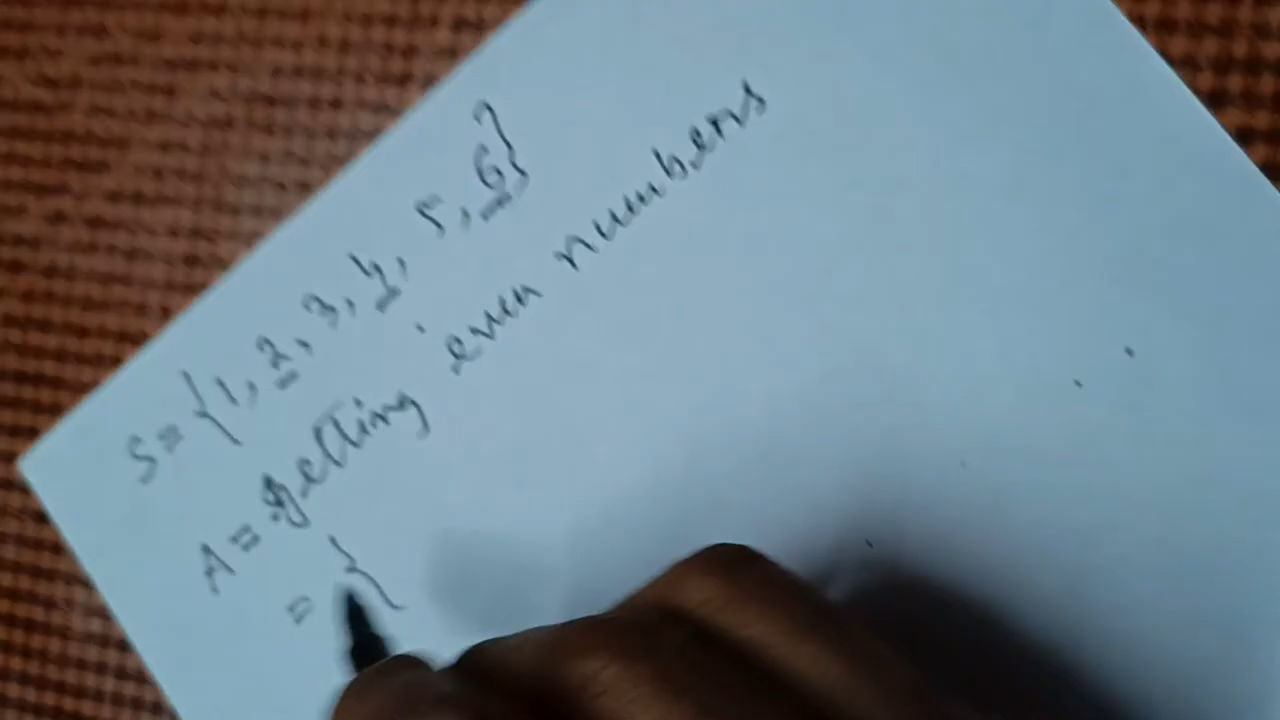 S = {1, 2, 3, 4, 5, 6}
A = getting even numbers
= {